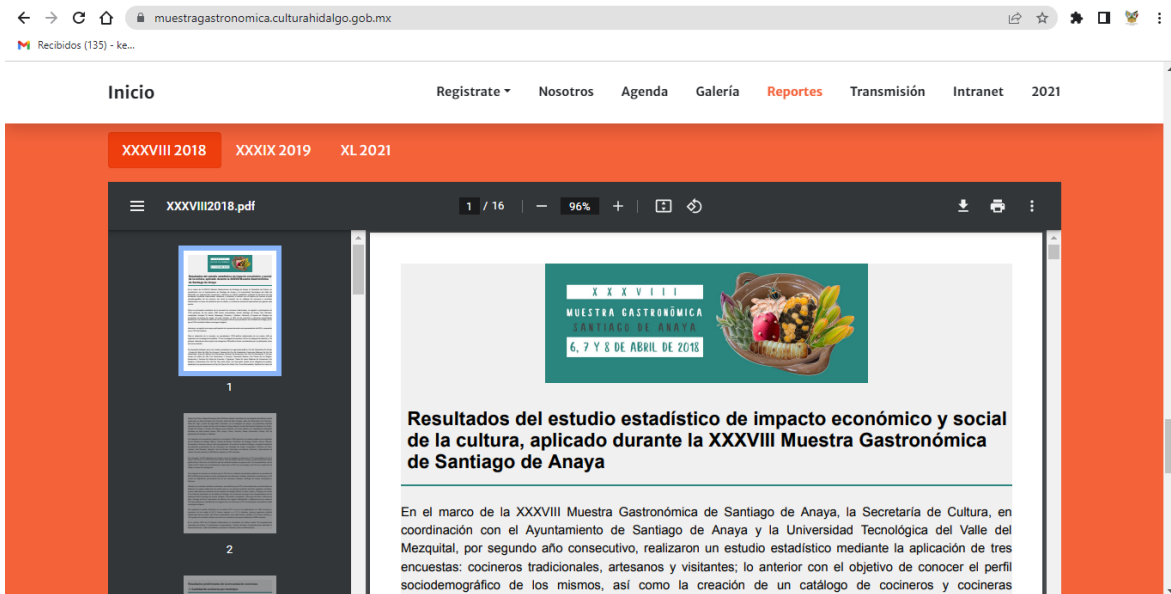 muestragastronomica.culturahidalgo.gob.mx
Recibidos (135) - ke...
Inicio
Registrate
Nosotros
Agenda
Galería
Reportes
Transmisión
Intranet
2021
XXXVIII 2018
XXXIX 2019
XL 2021
XXXVIII2018.pdf
1 / 16
96%
1
2
XXXVIII
MUESTRA GASTRONÓMICA
SANTIAGO DE ANAYA
6, 7 Y 8 DE ABRIL DE 2018
Resultados del estudio estadístico de impacto económico y social
de la cultura, aplicado durante la XXXVIII Muestra Gastronómica
de Santiago de Anaya
En el marco de la XXXVIII Muestra Gastronómica de Santiago de Anaya, la Secretaría de Cultura, en
coordinación con el Ayuntamiento de Santiago de Anaya y la Universidad Tecnológica del Valle del
Mezquital, por segundo año consecutivo, realizaron un estudio estadístico mediante la aplicación de tres
encuestas: cocineros tradicionales, artesanos y visitantes; lo anterior con el objetivo de conocer el perfil
sociodemográfico de los mismos, así como la creación de un catálogo de cocineros y cocineras